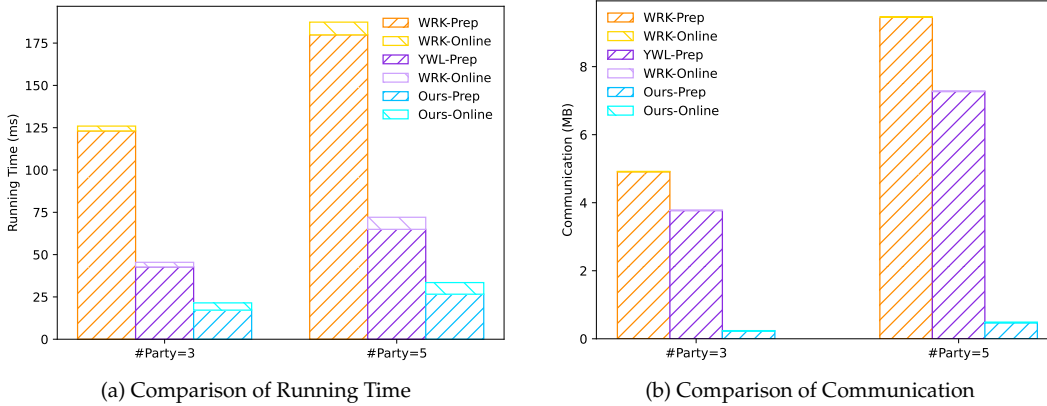 175
150
125
100
75
50
25
0
Running Time (ms)
WRK-Prep
WRK-Online
YWL-Prep
WRK-Online
Ours-Prep
Ours-Online
#Party=3
#Party=5
(a) Comparison of Running Time
8
6
4
2
0
Communication (MB)
WRK-Prep
WRK-Online
YWL-Prep
WRK-Online
Ours-Prep
Ours-Online
#Party=3
#Party=5
(b) Comparison of Communication